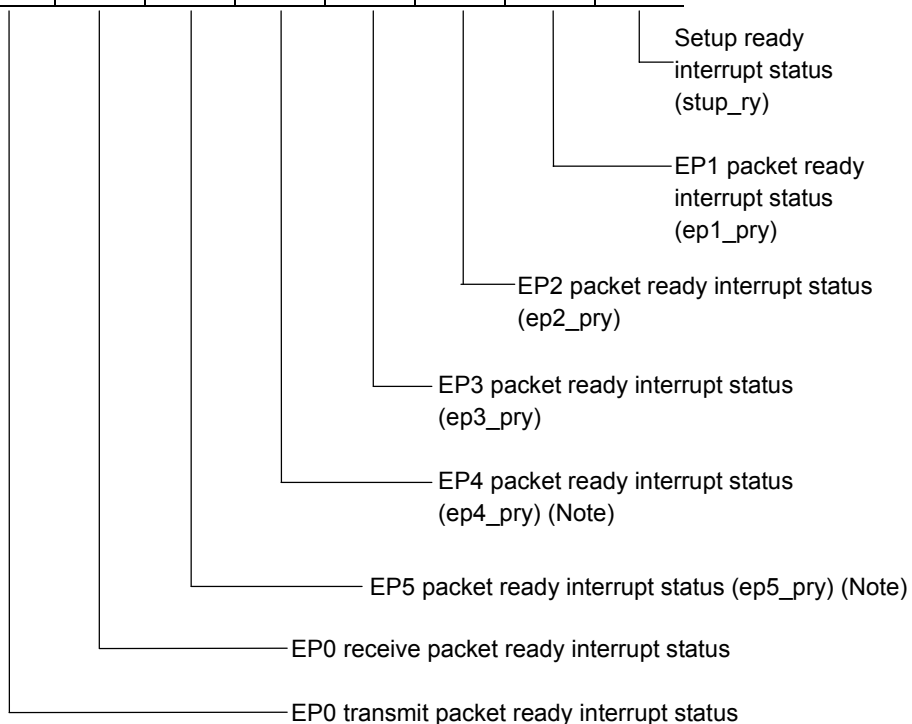 Setup ready
interrupt status
(stup_ry)
EP1 packet ready
interrupt status
(ep1_pry)
EP2 packet ready interrupt status
(ep2_pry)
EP3 packet ready interrupt status
(ep3_pry)
EP4 packet ready interrupt status
(ep4_pry) (Note)
EP5 packet ready interrupt status (ep5_pry) (Note)
EP0 receive packet ready interrupt status
EP0 transmit packet ready interrupt status